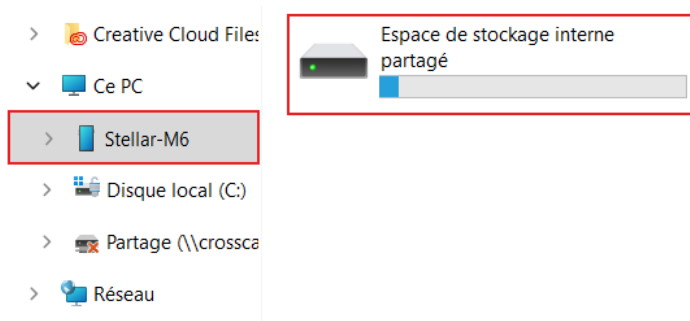 Creative Cloud Files
Ce PC
Stellar-M6
Disque local (C:)
Partage (\\crossca
Réseau
Espace de stockage interne
partagé